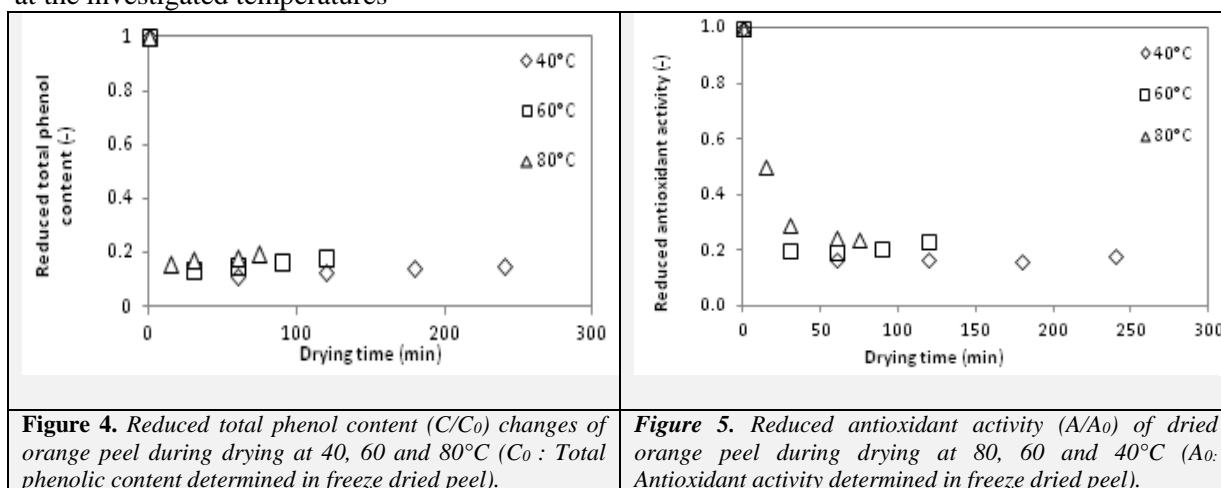 at the investigated temperatures
1
0.8
0.6
0.4
0.2
0
Reduced total phenol
content (-)
◇40°C
□60°C
△80°C
0
100
200
300
Drying time (min)
1.0
0.8
0.6
0.4
0.2
0.0
Reduced antioxidant activity (-)
◇40°C
□60°C
△80°C
0
50
100
150
200
250
300
Drying time (min)
Figure 4. Reduced total phenol content (C/C₀) changes of
orange peel during drying at 40, 60 and 80°C (C₀ : Total
phenolic content determined in freeze dried peel).
Figure 5. Reduced antioxidant activity (A/A₀) of dried
orange peel during drying at 80, 60 and 40°C (A₀:
Antioxidant activity determined in freeze dried peel).